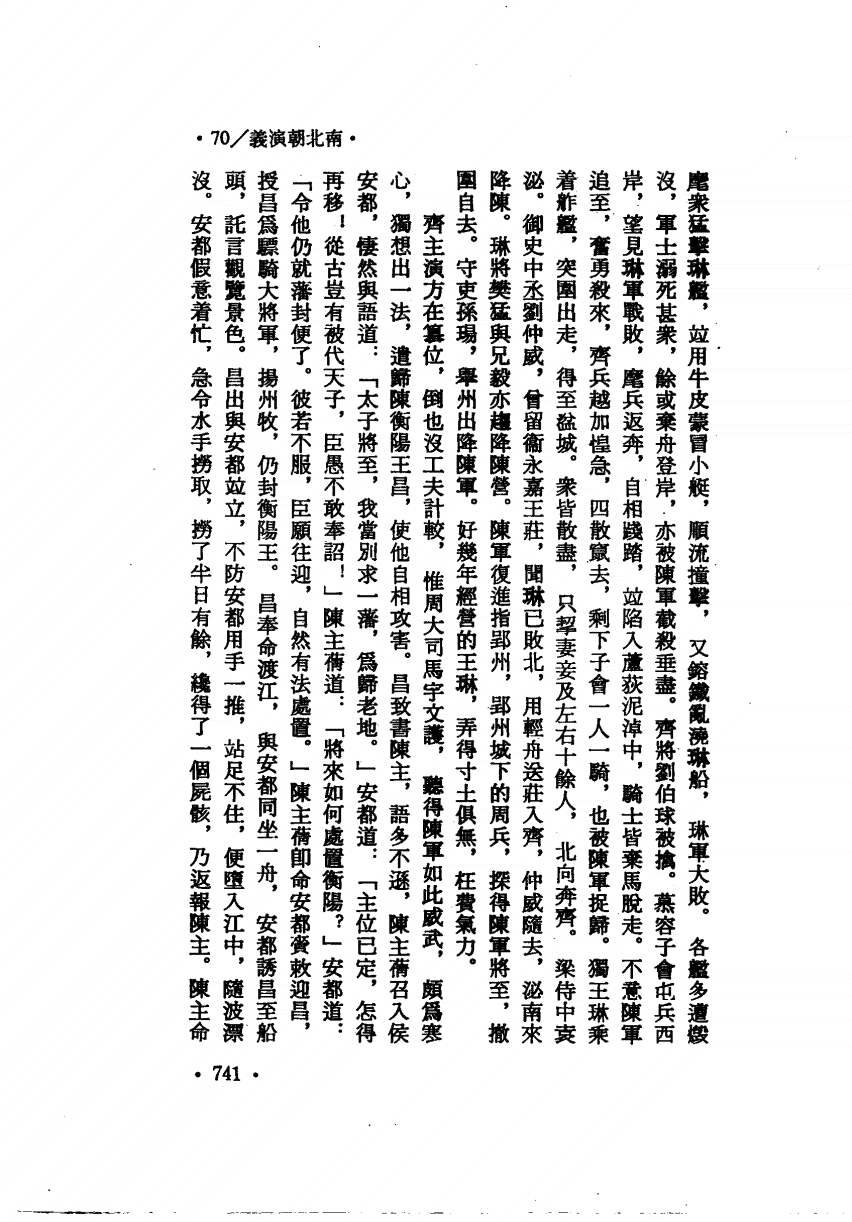 ·70／義演朝北南·
麾衆猛擊琳艦，竝用牛皮蒙冒小艇，順流撞擊，又鎔鐵亂澆琳船，琳軍大敗。各艦多遭燬
沒，軍士溺死甚衆，餘或棄舟登岸，亦被陳軍截殺垂盡。齊將劉伯球被擒。慕容子會屯兵西
岸，望見琳軍戰敗，麾兵返奔，自相踐踏，竝陷入蘆荻泥淖中，騎士皆棄馬脫走。不意陳軍
追至，奮勇殺來，齊兵越加惶急，四散竄去，剩下子會一人一騎，也被陳軍捉歸。獨王琳乘
着舴艦，突圍出走，得至湓城。衆皆散盡，只挈妻妾及左右十餘人，北向奔齊。梁侍中袁
泌。御史中丞劉仲威，曾留衞永嘉王莊，聞琳已敗北，用輕舟送莊入齊，仲威隨去，泌南來
降陳。琳將樊猛與兄毅亦趨降陳營。陳軍復進指郢州，郢州城下的周兵，探得陳軍將至，撤
圍自去。守吏孫瑒，舉州出降陳軍。好幾年經營的王琳，弄得寸土俱無，枉費氣力。
齊主演方在篡位，倒也沒工夫計較，惟周大司馬宇文護，聽得陳軍如此威武，頗爲寒
心，獨想出一法，遣歸陳衡陽王昌，使他自相攻害。昌致書陳主，語多不遜，陳主蒨召入侯
安都，悽然與語道：「太子將至，我當別求一藩，爲歸老地。」安都道：「主位已定，怎得
再移！從古豈有被代天子，臣愚不敢奉詔！」陳主蒨道：「將來如何處置衡陽？」安都道：
「令他仍就藩封便了。彼若不服，臣願往迎，自然有法處置。」陳主蒨卽命安都賫敕迎昌，
授昌爲驃騎大將軍，揚州牧，仍封衡陽王。昌奉命渡江，與安都同坐一舟，安都誘昌至船
頭，託言觀覽景色。昌出與安都竝立，不防安都用手一推，站足不住，便墮入江中，隨波漂
沒。安都假意着忙，急令水手撈取，撈了半日有餘，纔得了一個屍骸，乃返報陳主。陳主命
·741·